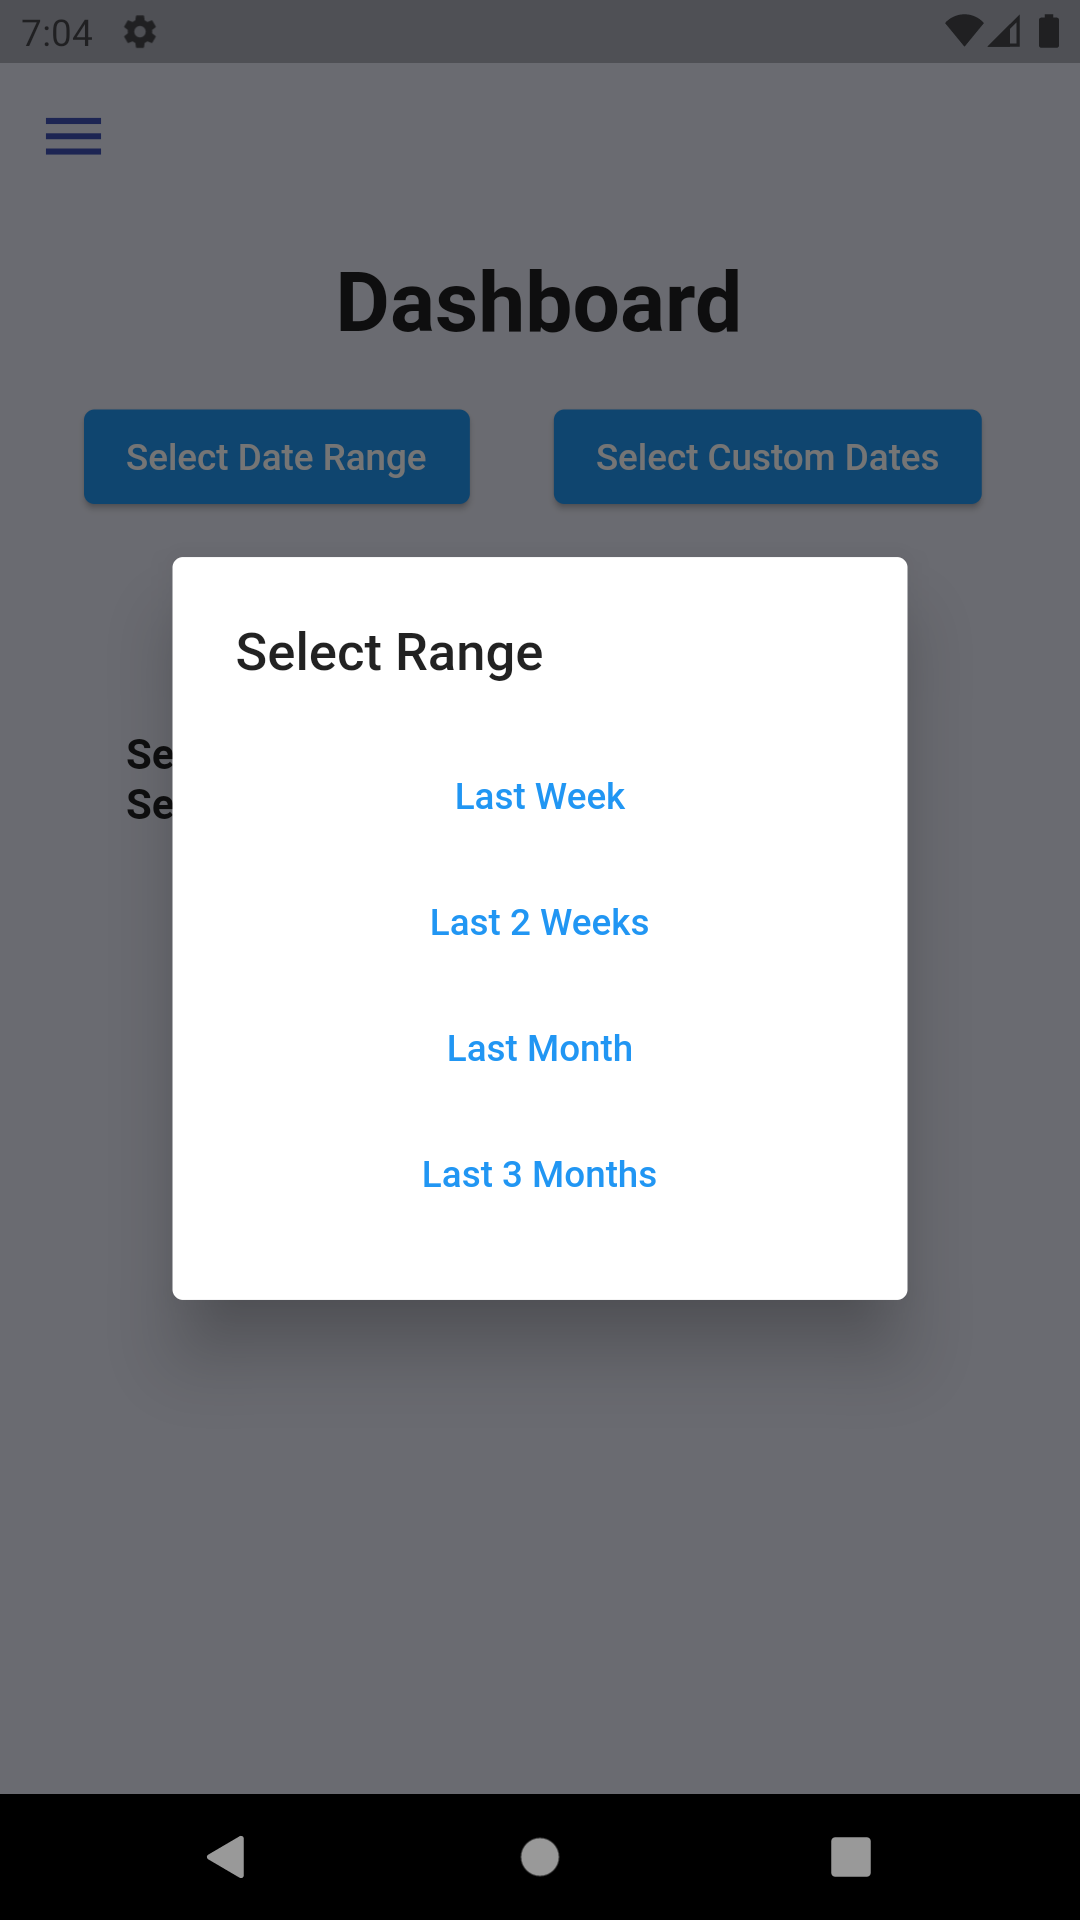 7:04
Dashboard
Select Date Range
Select Custom Dates
Select Range
Se
Se
Last Week
Last 2 Weeks
Last Month
Last 3 Months